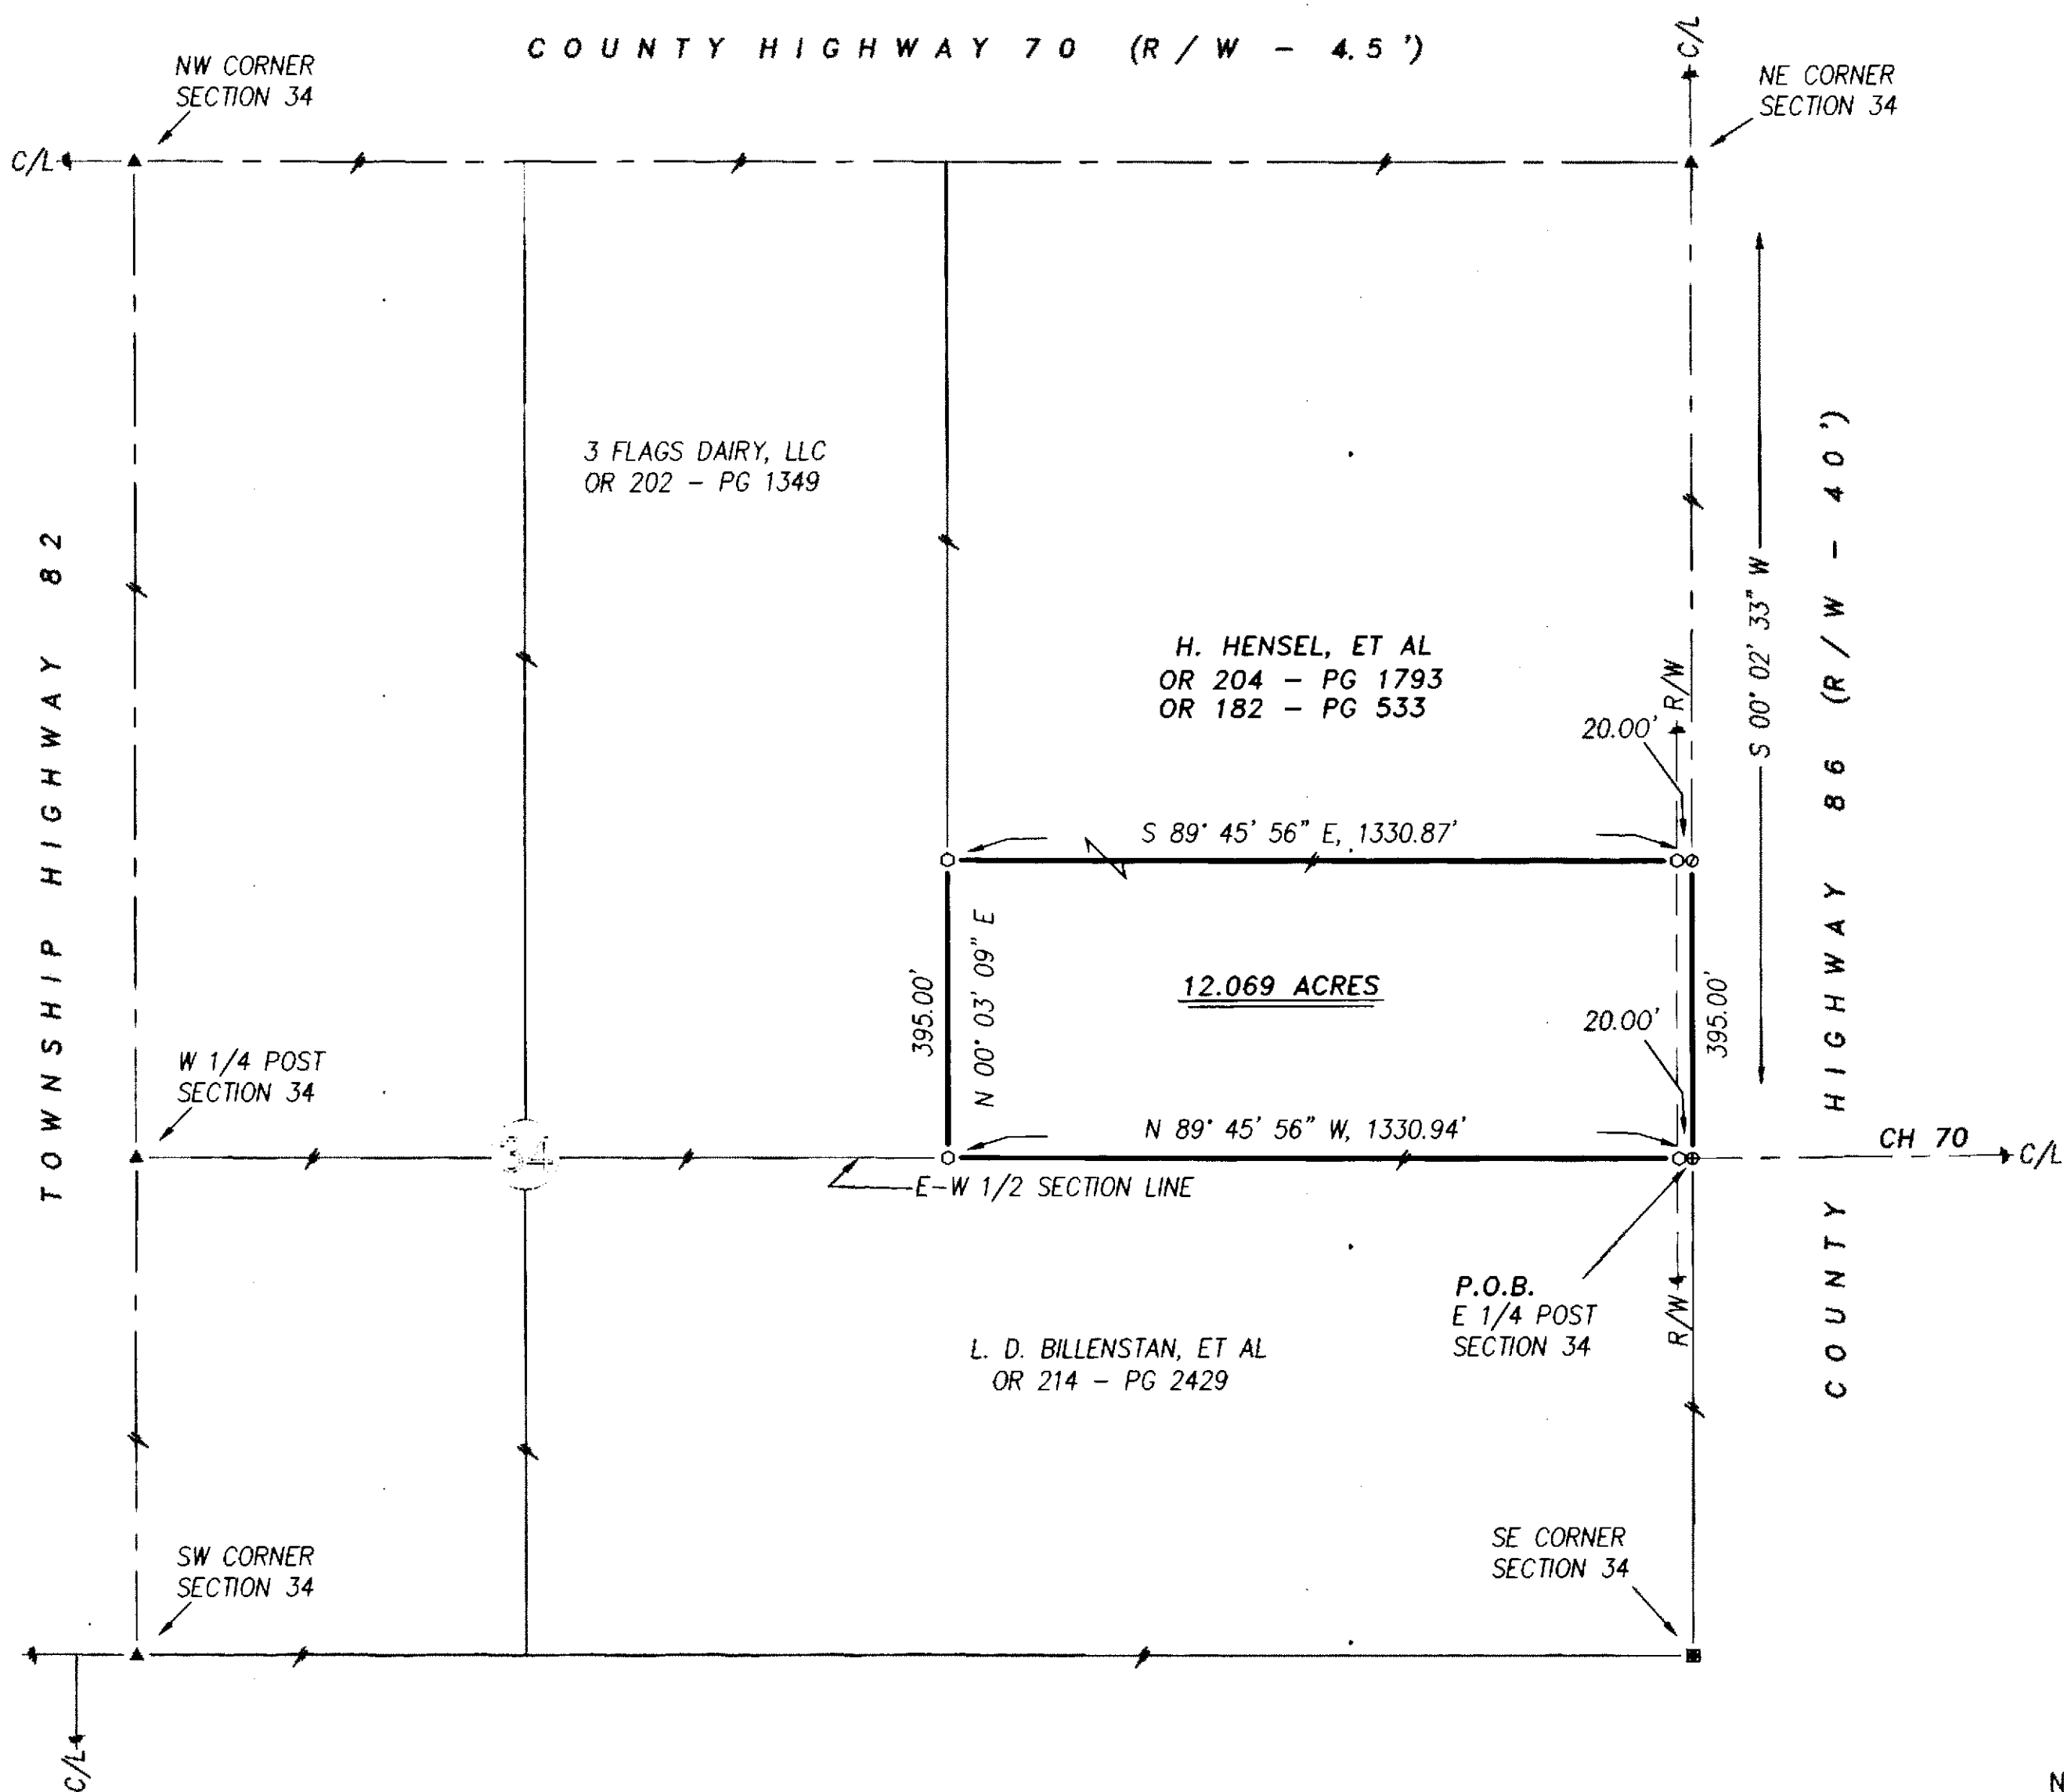 COUNTY HIGHWAY 70 (R/W - 4.5')
C/L
NW CORNER
SECTION 34
NE CORNER
SECTION 34
C/L
3 FLAGS DAIRY, LLC
OR 202 - PG 1349
TOWNSHIP HIGHWAY 82
H. HENSEL, ET AL
OR 204 - PG 1793
OR 182 - PG 533
R/W
20.00'
S 00° 02' 33" W
COUNTY HIGHWAY 86 (R/W - 40')
S 89° 45' 56" E, 1330.87'
395.00'
N 00° 03' 09" E
12.069 ACRES
20.00'
395.00'
W 1/4 POST
SECTION 34
N 89° 45' 56" W, 1330.94'
34
CH 70
C/L
E-W 1/2 SECTION LINE
P.O.B.
E 1/4 POST
SECTION 34
R/W
L. D. BILLENSTAN, ET AL
OR 214 - PG 2429
SW CORNER
SECTION 34
SE CORNER
SECTION 34
C/L
N